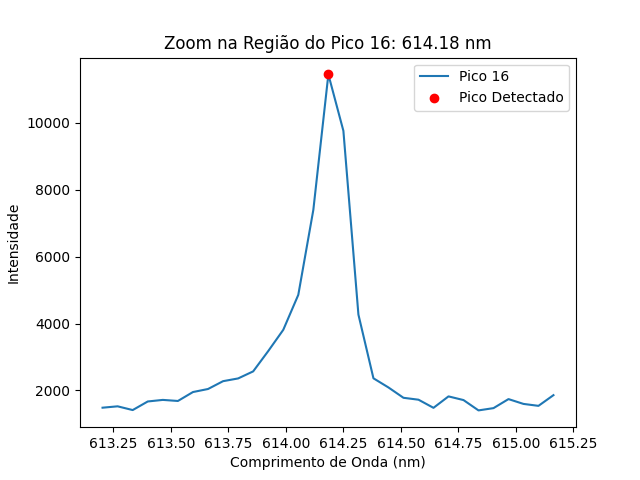 Zoom na Região do Pico 16: 614.18 nm
Pico 16
Pico Detectado
Intensidade
10000
8000
6000
4000
2000
613.25 613.50 613.75 614.00 614.25 614.50 614.75 615.00 615.25
Comprimento de Onda (nm)